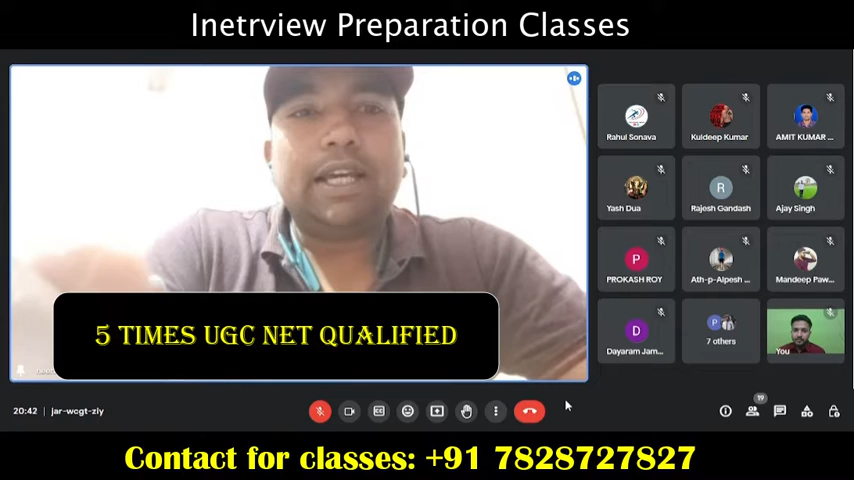 Inetrview Preparation Classes
Rahul Sonava
Kuldeep Kumar
AMIT KUMAR ...
Yash Dua
R
Rajesh Gandash
Ajay Singh
P
PROKASH ROY
Ath-p-Alpesh ...
Mandeep Paw...
D
Dayaram Jam...
P
7 others
You
5 TIMES UGC NET QUALIFIED
20:42
jar-wcgt-ziy
19
Contact for classes: +91 7828727827